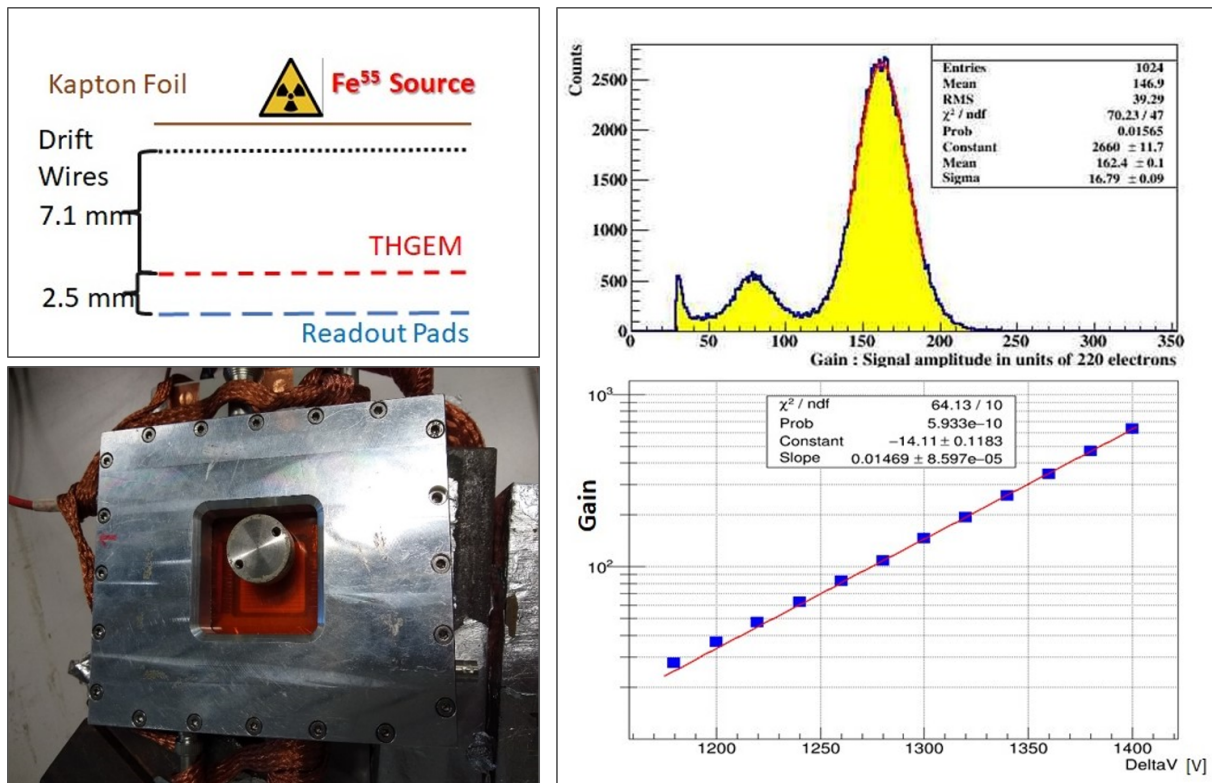 Kapton Foil
Fe⁵⁵ Source
Drift
Wires
7.1 mm
THGEM
2.5 mm
Readout Pads
Counts
2500
2000
1500
1000
500
0
0 50 100 150 200 250 300 350
Entries 1024
Mean 146.9
RMS 39.29
χ² / ndf 70.23 / 47
Prob 0.01565
Constant 2660 ± 11.7
Mean 162.4 ± 0.1
Sigma 16.79 ± 0.09
Gain : Signal amplitude in units of 220 electrons
10³
χ² / ndf 64.13 / 10
Prob 5.933e−10
Constant −14.11 ± 0.1183
Slope 0.01469 ± 8.597e−05
Gain
10²
1200 1250 1300 1350 1400
DeltaV [V]